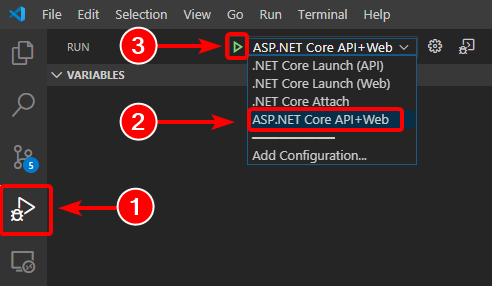 File Edit Selection View Go Run Terminal Help
RUN 3 ASP.NET Core API+Web
VARIABLES
.NET Core Launch (API)
.NET Core Launch (Web)
.NET Core Attach
2 ASP.NET Core API+Web
Add Configuration...
5
1